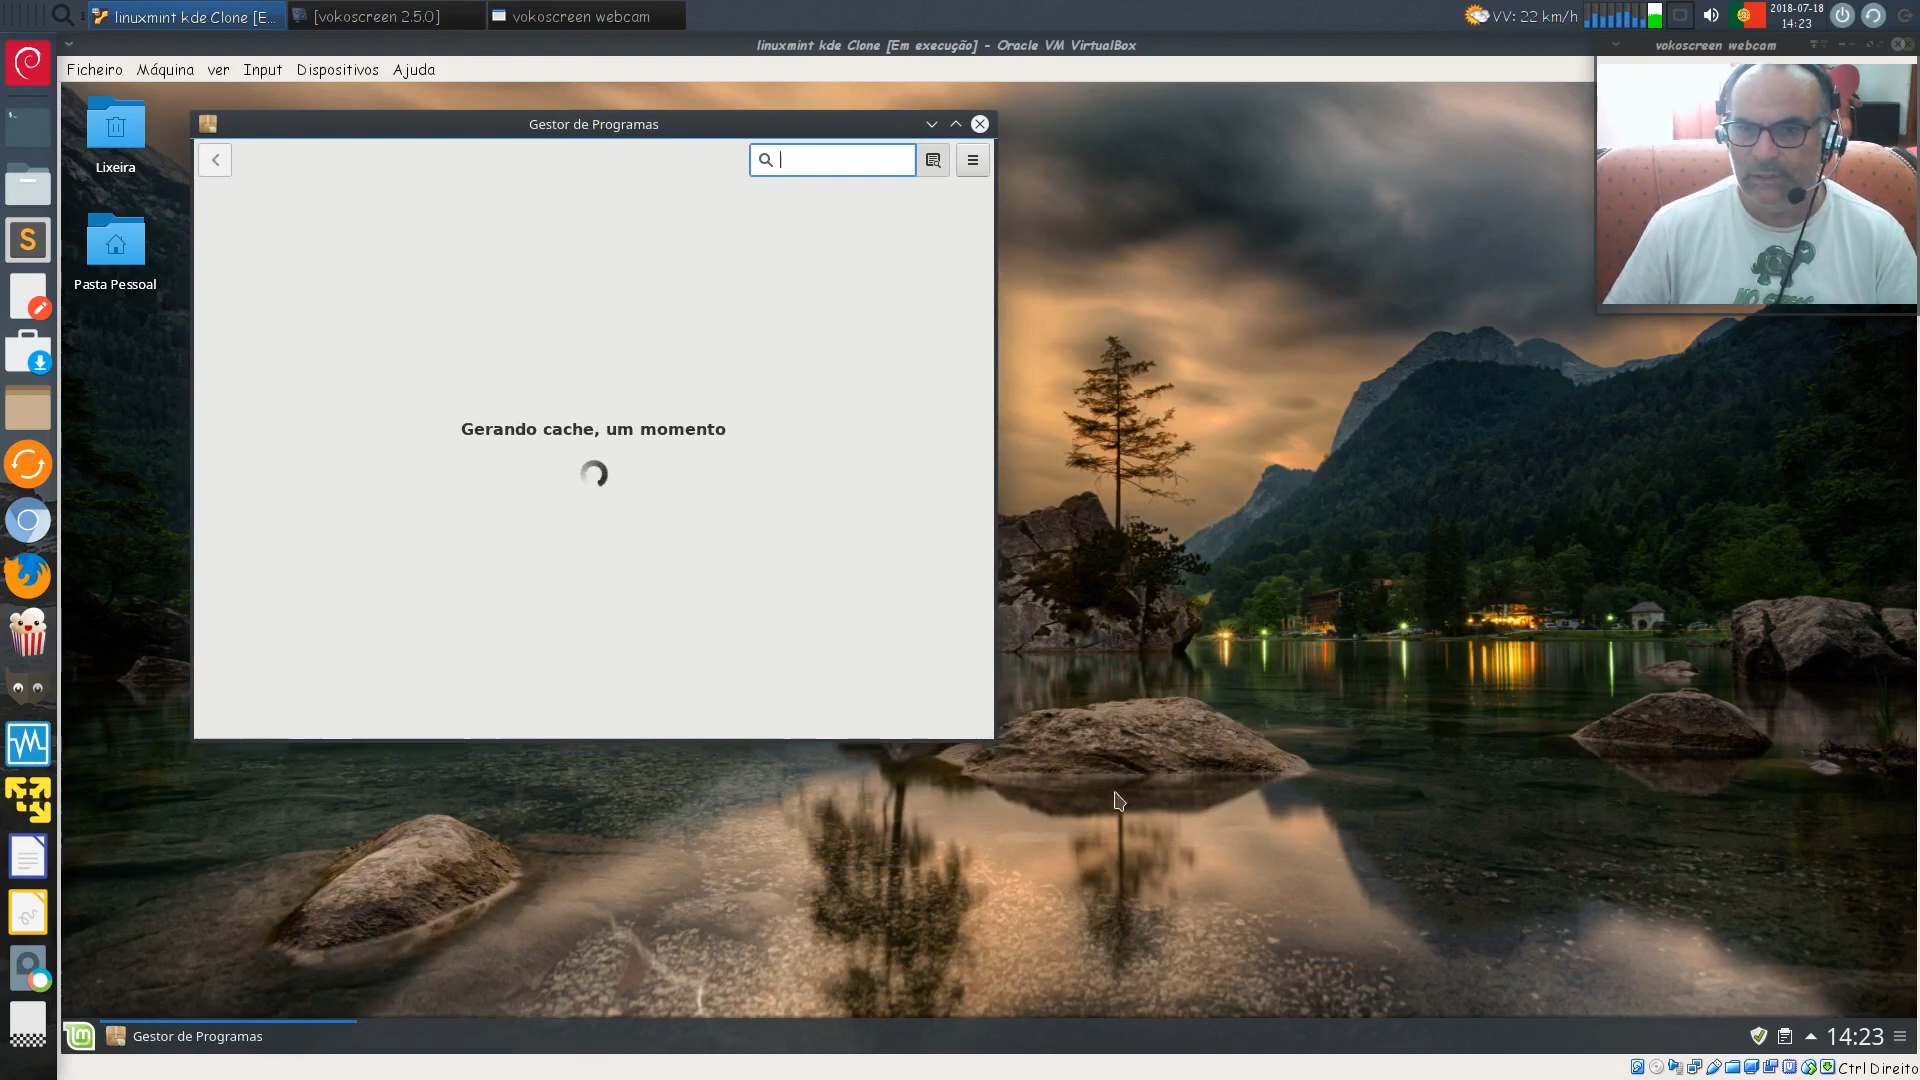 linuxmint kde Clone [E...
[vokoscreen 2.5.0]
vokoscreen webcam
VV: 22 km/h
2018-07-18
14:23
linuxmint kde Clone [Em execução] - Oracle VM VirtualBox
vokoscreen webcam
Ficheiro Máquina ver Input Dispositivos Ajuda
Lixeira
Pasta Pessoal
Gestor de Programas
Gerando cache, um momento
S
NO
Gestor de Programas
14:23
Ctrl Direito